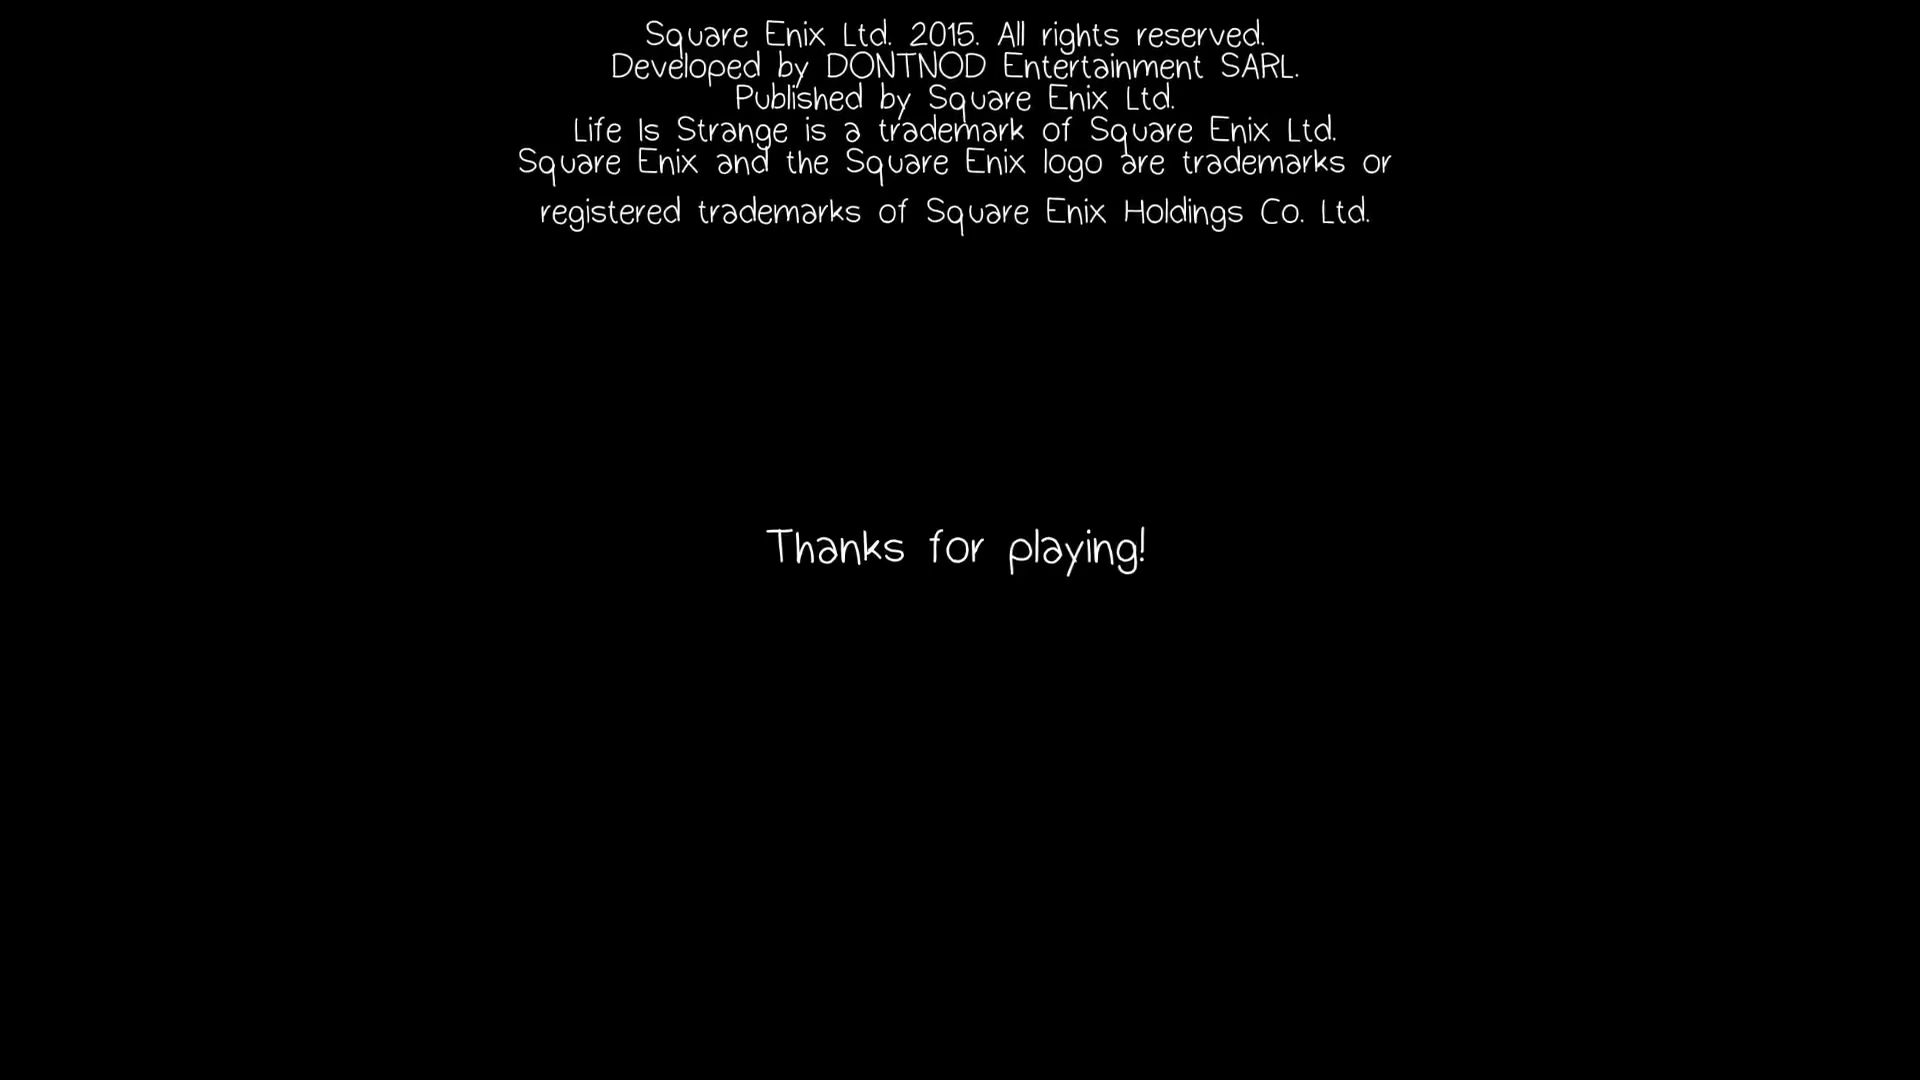 Square Enix Ltd. 2015. All rights reserved.
Developed by DONTNOD Entertainment SARL.
Published by Square Enix Ltd.
Life Is Strange is a trademark of Square Enix Ltd.
Square Enix and the Square Enix logo are trademarks or
registered trademarks of Square Enix Holdings Co. Ltd.
Thanks for playing!